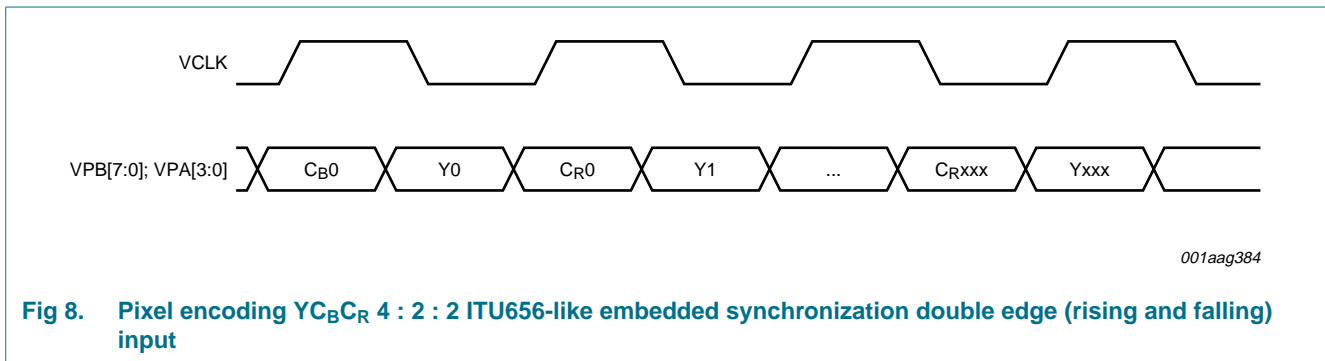 VCLK
VPB[7:0]; VPA[3:0] CB0 Y0 CR0 Y1 ... CRxxx Yxxx
001aag384
Fig 8. Pixel encoding YCBCR 4 : 2 : 2 ITU656-like embedded synchronization double edge (rising and falling)
input